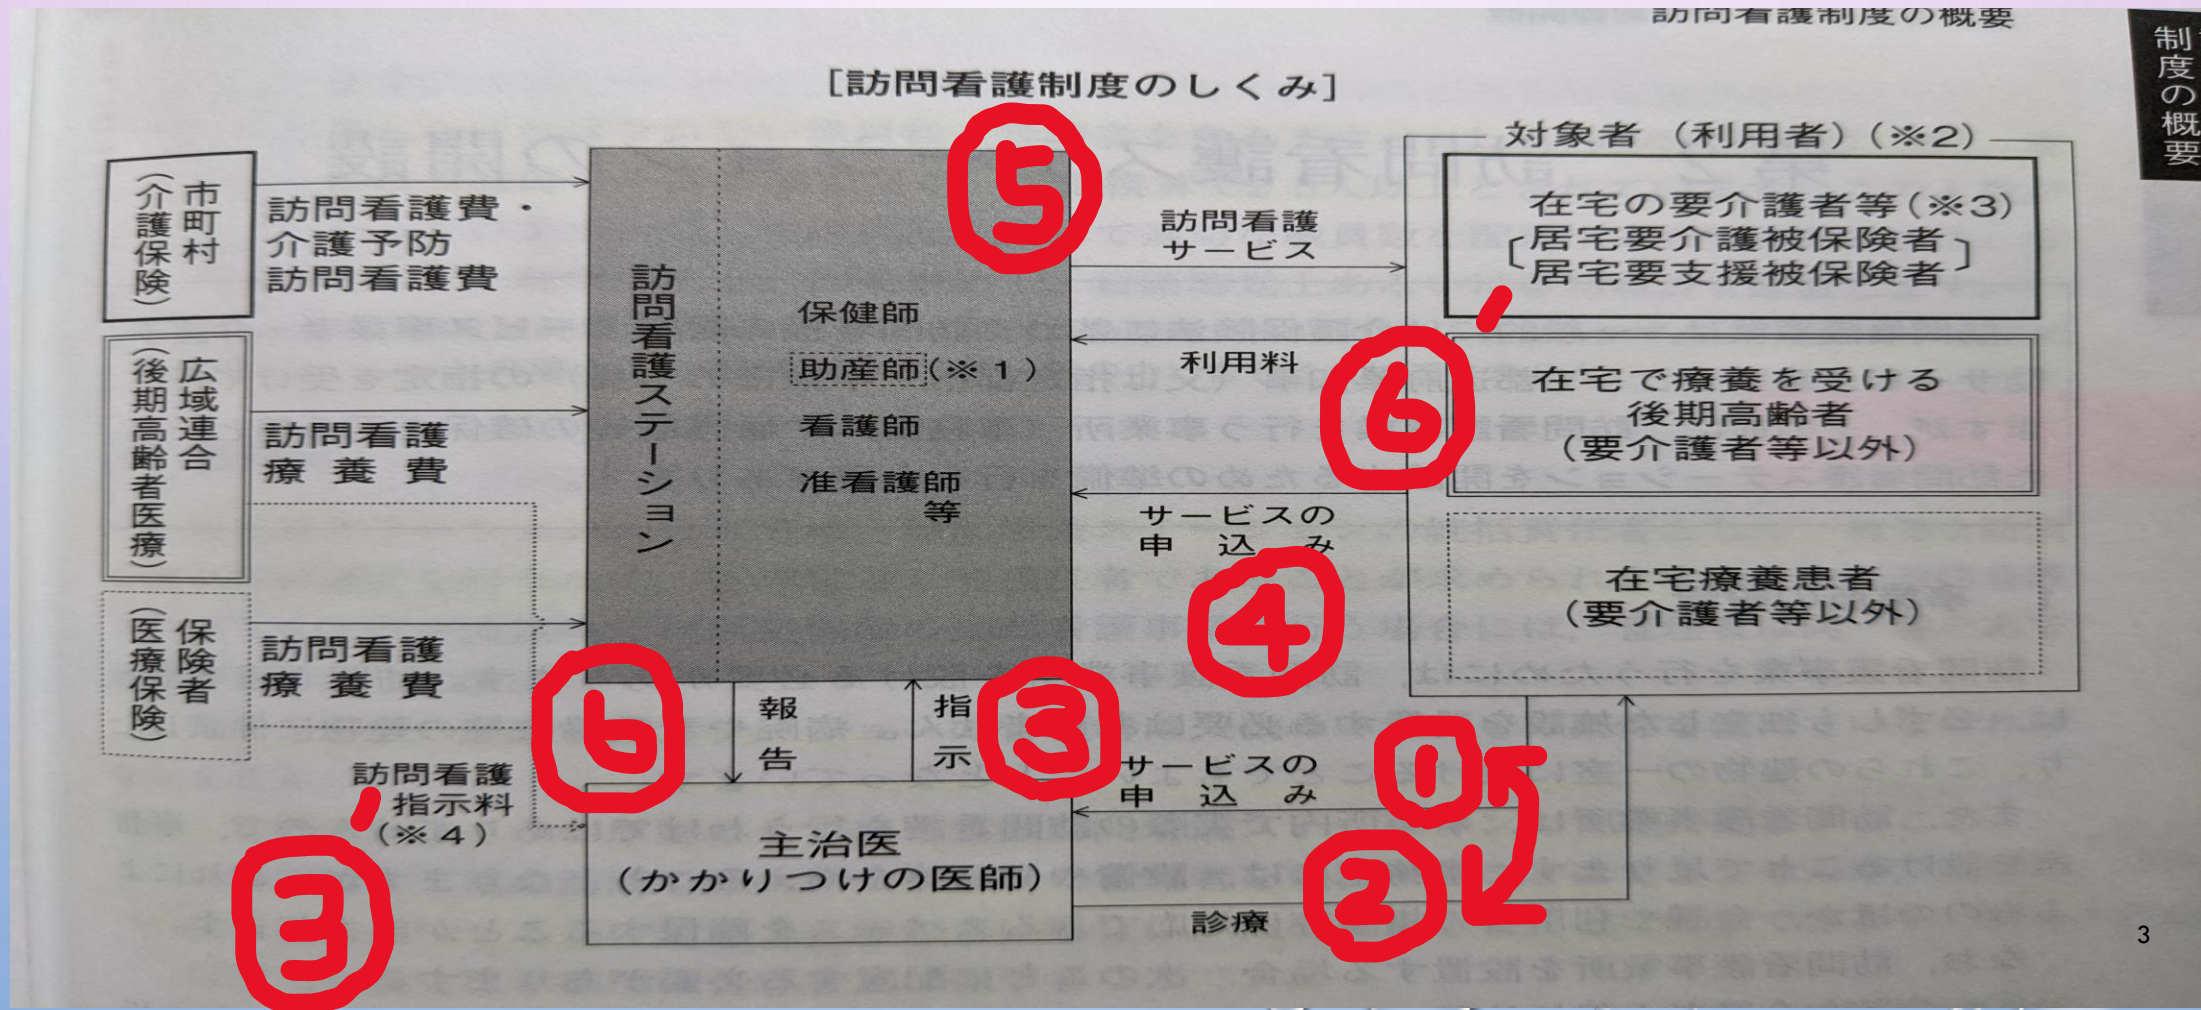 訪問看護制度の概要
制度の概要
[訪問看護制度のしくみ]
市町村
(介護保険)
訪問看護費・
介護予防
訪問看護費
広域連合
(後期高齢者医療)
訪問看護
療養費
保険者
(医療保険)
訪問看護
療養費
訪問看護
指示料
(※4)
③'
訪問看護ステーション
保健師
助産師(※1)
看護師
准看護師
等
⑤
⑥
報告
指示
③
主治医
(かかりつけの医師)
訪問看護
サービス
利用料
⑥'
サービスの
申込み
④
サービスの
申込み
①
②
診療
対象者(利用者)(※2)
在宅の要介護者等(※3)
[居宅要介護被保険者
居宅要支援被保険者]
在宅で療養を受ける
後期高齢者
(要介護者等以外)
在宅療養患者
(要介護者等以外)
3